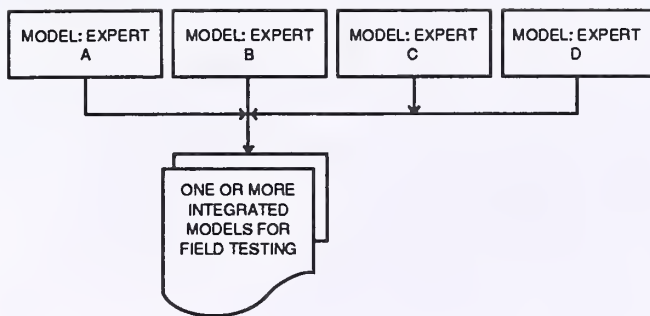 MODEL: EXPERT
A
MODEL: EXPERT
B
MODEL: EXPERT
C
MODEL: EXPERT
D
ONE OR MORE
INTEGRATED
MODELS FOR
FIELD TESTING